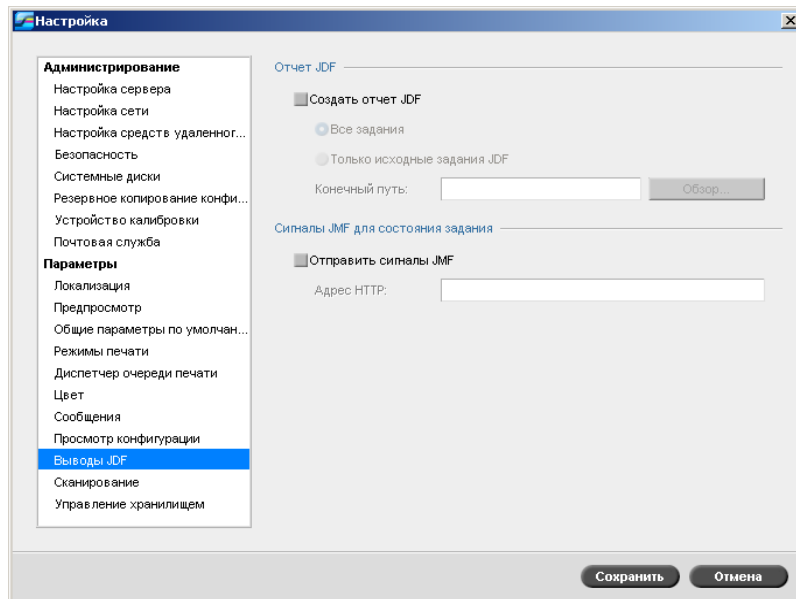 Настройка
Администрирование
Настройка сервера
Настройка сети
Настройка средств удаленног...
Безопасность
Системные диски
Резервное копирование конфи...
Устройство калибровки
Почтовая служба
Параметры
Локализация
Предпросмотр
Общие параметры по умолчан...
Режимы печати
Диспетчер очереди печати
Цвет
Сообщения
Просмотр конфигурации
Выводы JDF
Сканирование
Управление хранилищем
Отчет JDF
Создать отчет JDF
Все задания
Только исходные задания JDF
Конечный путь:
Обзор...
Сигналы JMF для состояния задания
Отправить сигналы JMF
Адрес HTTP:
Сохранить
Отмена